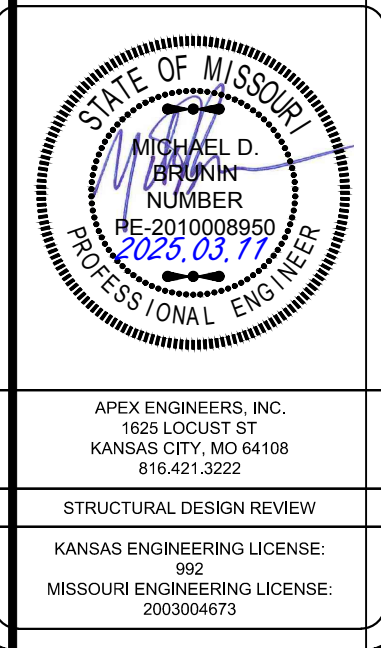 STATE OF MISSOURI
MICHAEL D.
BRUNIN
NUMBER
PE-2010008950
2025.03.11
PROFESSIONAL ENGINEER
APEX ENGINEERS, INC.
1625 LOCUST ST
KANSAS CITY, MO 64108
816.421.3222
STRUCTURAL DESIGN REVIEW
KANSAS ENGINEERING LICENSE:
992
MISSOURI ENGINEERING LICENSE:
2003004673